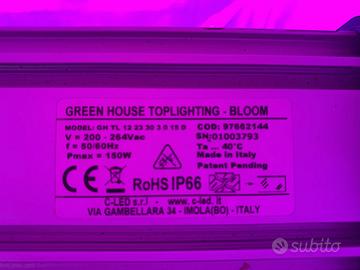 GREEN HOUSE TOPLIGHTING - BLOOM
MODEL: GH TL 12 23 30 3 0 15 D
COD: 97662144
V = 200 - 264Vac
SN: 01003793
f = 50/60Hz
Ta ... 40°C
Pmax = 150W
Made in Italy
Patent Pending
CE RoHS IP66
C-LED s.r.l - www.c-led.it
VIA GAMBELLARA 34 - IMOLA(BO) - ITALY
subito